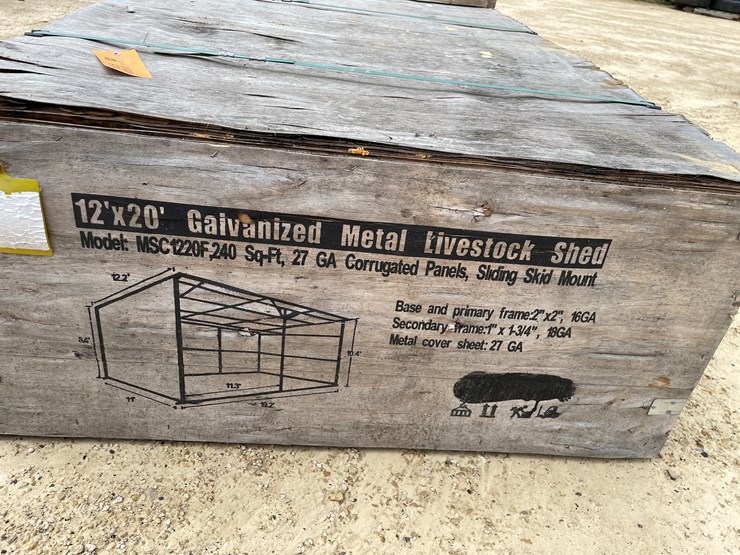 12'x20' Galvanized Metal Livestock Shed
Model: MSC1220F,240 Sq-Ft, 27 GA Corrugated Panels, Sliding Skid Mount
12.2'
Base and primary frame:2"x2", 16GA
Secondary frame:1" x 1-3/4", 18GA
Metal cover sheet: 27 GA
10.4'
11.3'
11'
19.2'